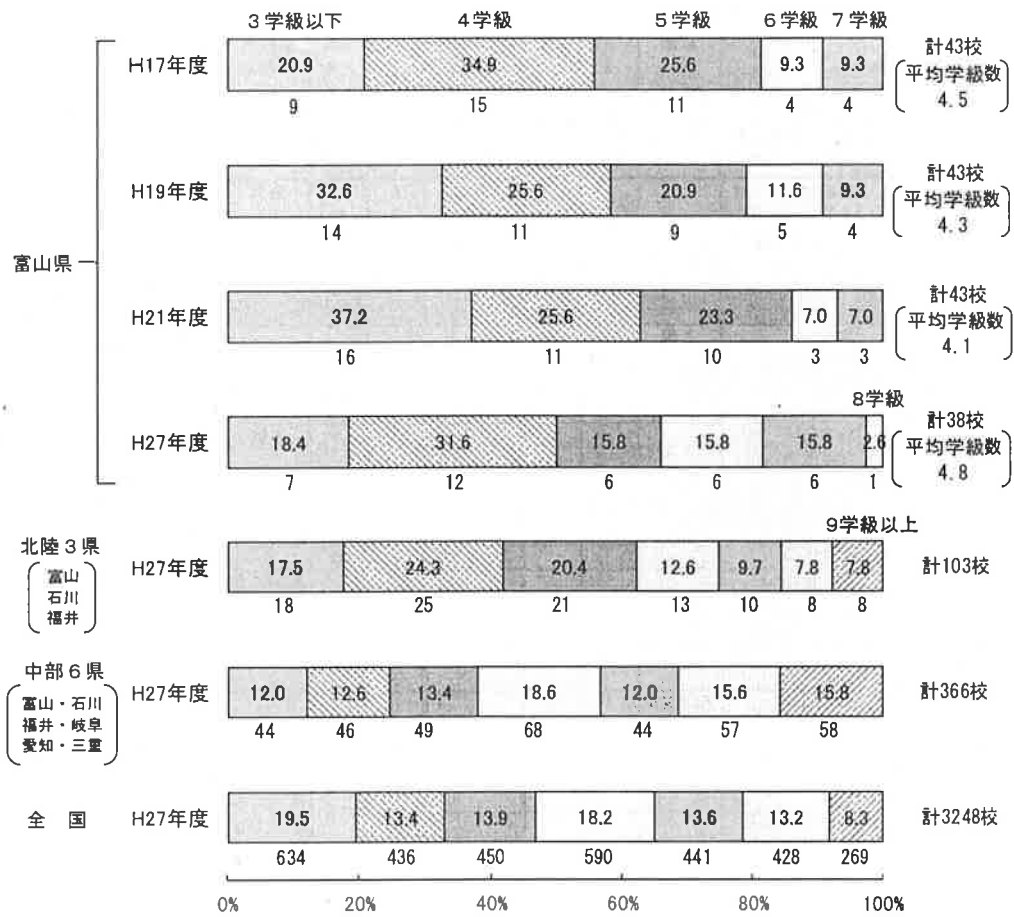 3学級以下 4学級 5学級 6学級 7学級
富山県
H17年度 20.9 34.9 25.6 9.3 9.3
9 15 11 4 4
計43校
平均学級数
4.5
H19年度 32.6 25.6 20.9 11.6 9.3
14 11 9 5 4
計43校
平均学級数
4.3
H21年度 37.2 25.6 23.3 7.0 7.0
16 11 10 3 3
計43校
平均学級数
4.1
8学級
H27年度 18.4 31.6 15.8 15.8 15.8 2.6
7 12 6 6 6 1
計38校
平均学級数
4.8
9学級以上
北陸3県
富山
石川
福井
H27年度 17.5 24.3 20.4 12.6 9.7 7.8 7.8
18 25 21 13 10 8 8
計103校
中部6県
富山・石川
福井・岐阜
愛知・三重
H27年度 12.0 12.6 13.4 18.6 12.0 15.6 15.8
44 46 49 68 44 57 58
計366校
全国 H27年度 19.5 13.4 13.9 18.2 13.6 13.2 8.3
634 436 450 590 441 428 269
計3248校
0% 20% 40% 60% 80% 100%